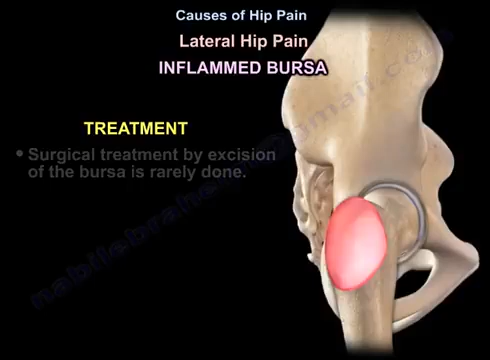 Causes of Hip Pain
Lateral Hip Pain
INFLAMMED BURSA
TREATMENT
• Surgical treatment by excision
of the bursa is rarely done.